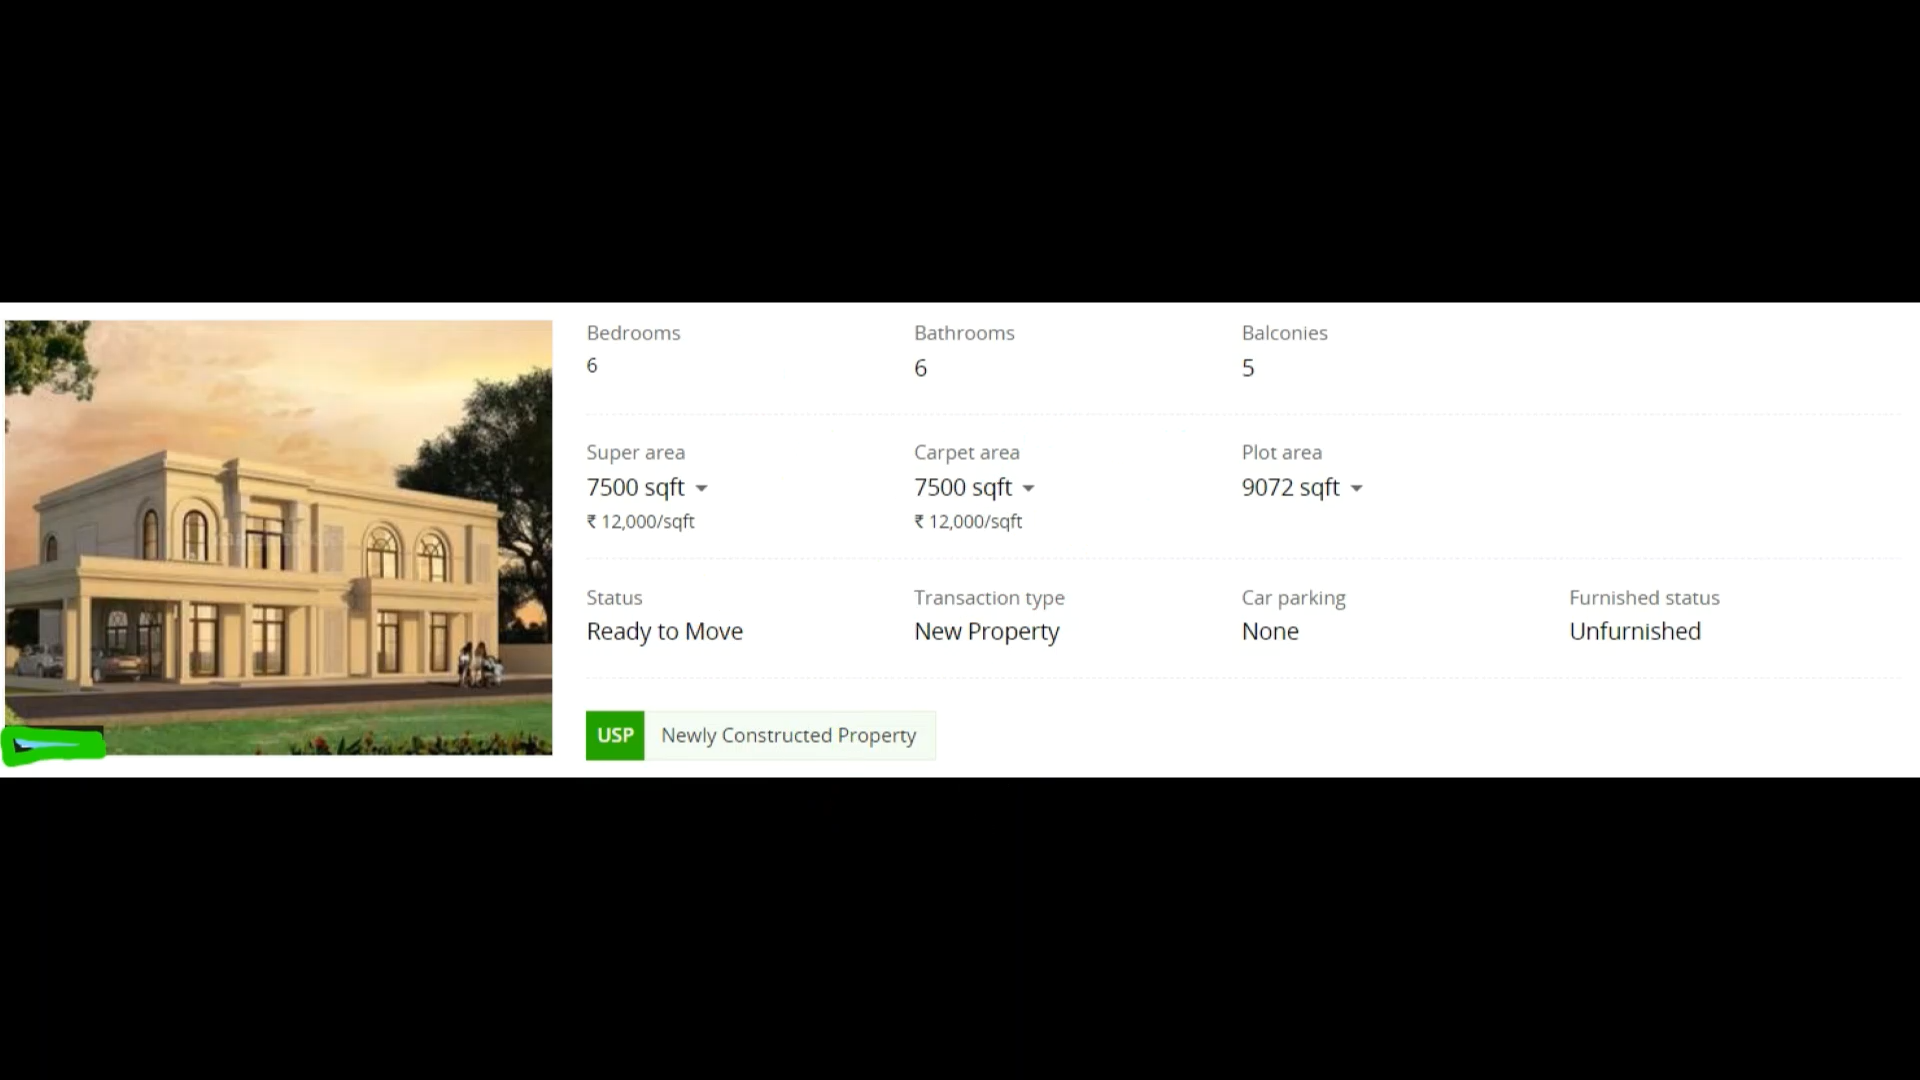 Bedrooms
6
Bathrooms
6
Balconies
5
Super area
7500 sqft
₹ 12,000/sqft
Carpet area
7500 sqft
₹ 12,000/sqft
Plot area
9072 sqft
Status
Ready to Move
Transaction type
New Property
Car parking
None
Furnished status
Unfurnished
USP
Newly Constructed Property